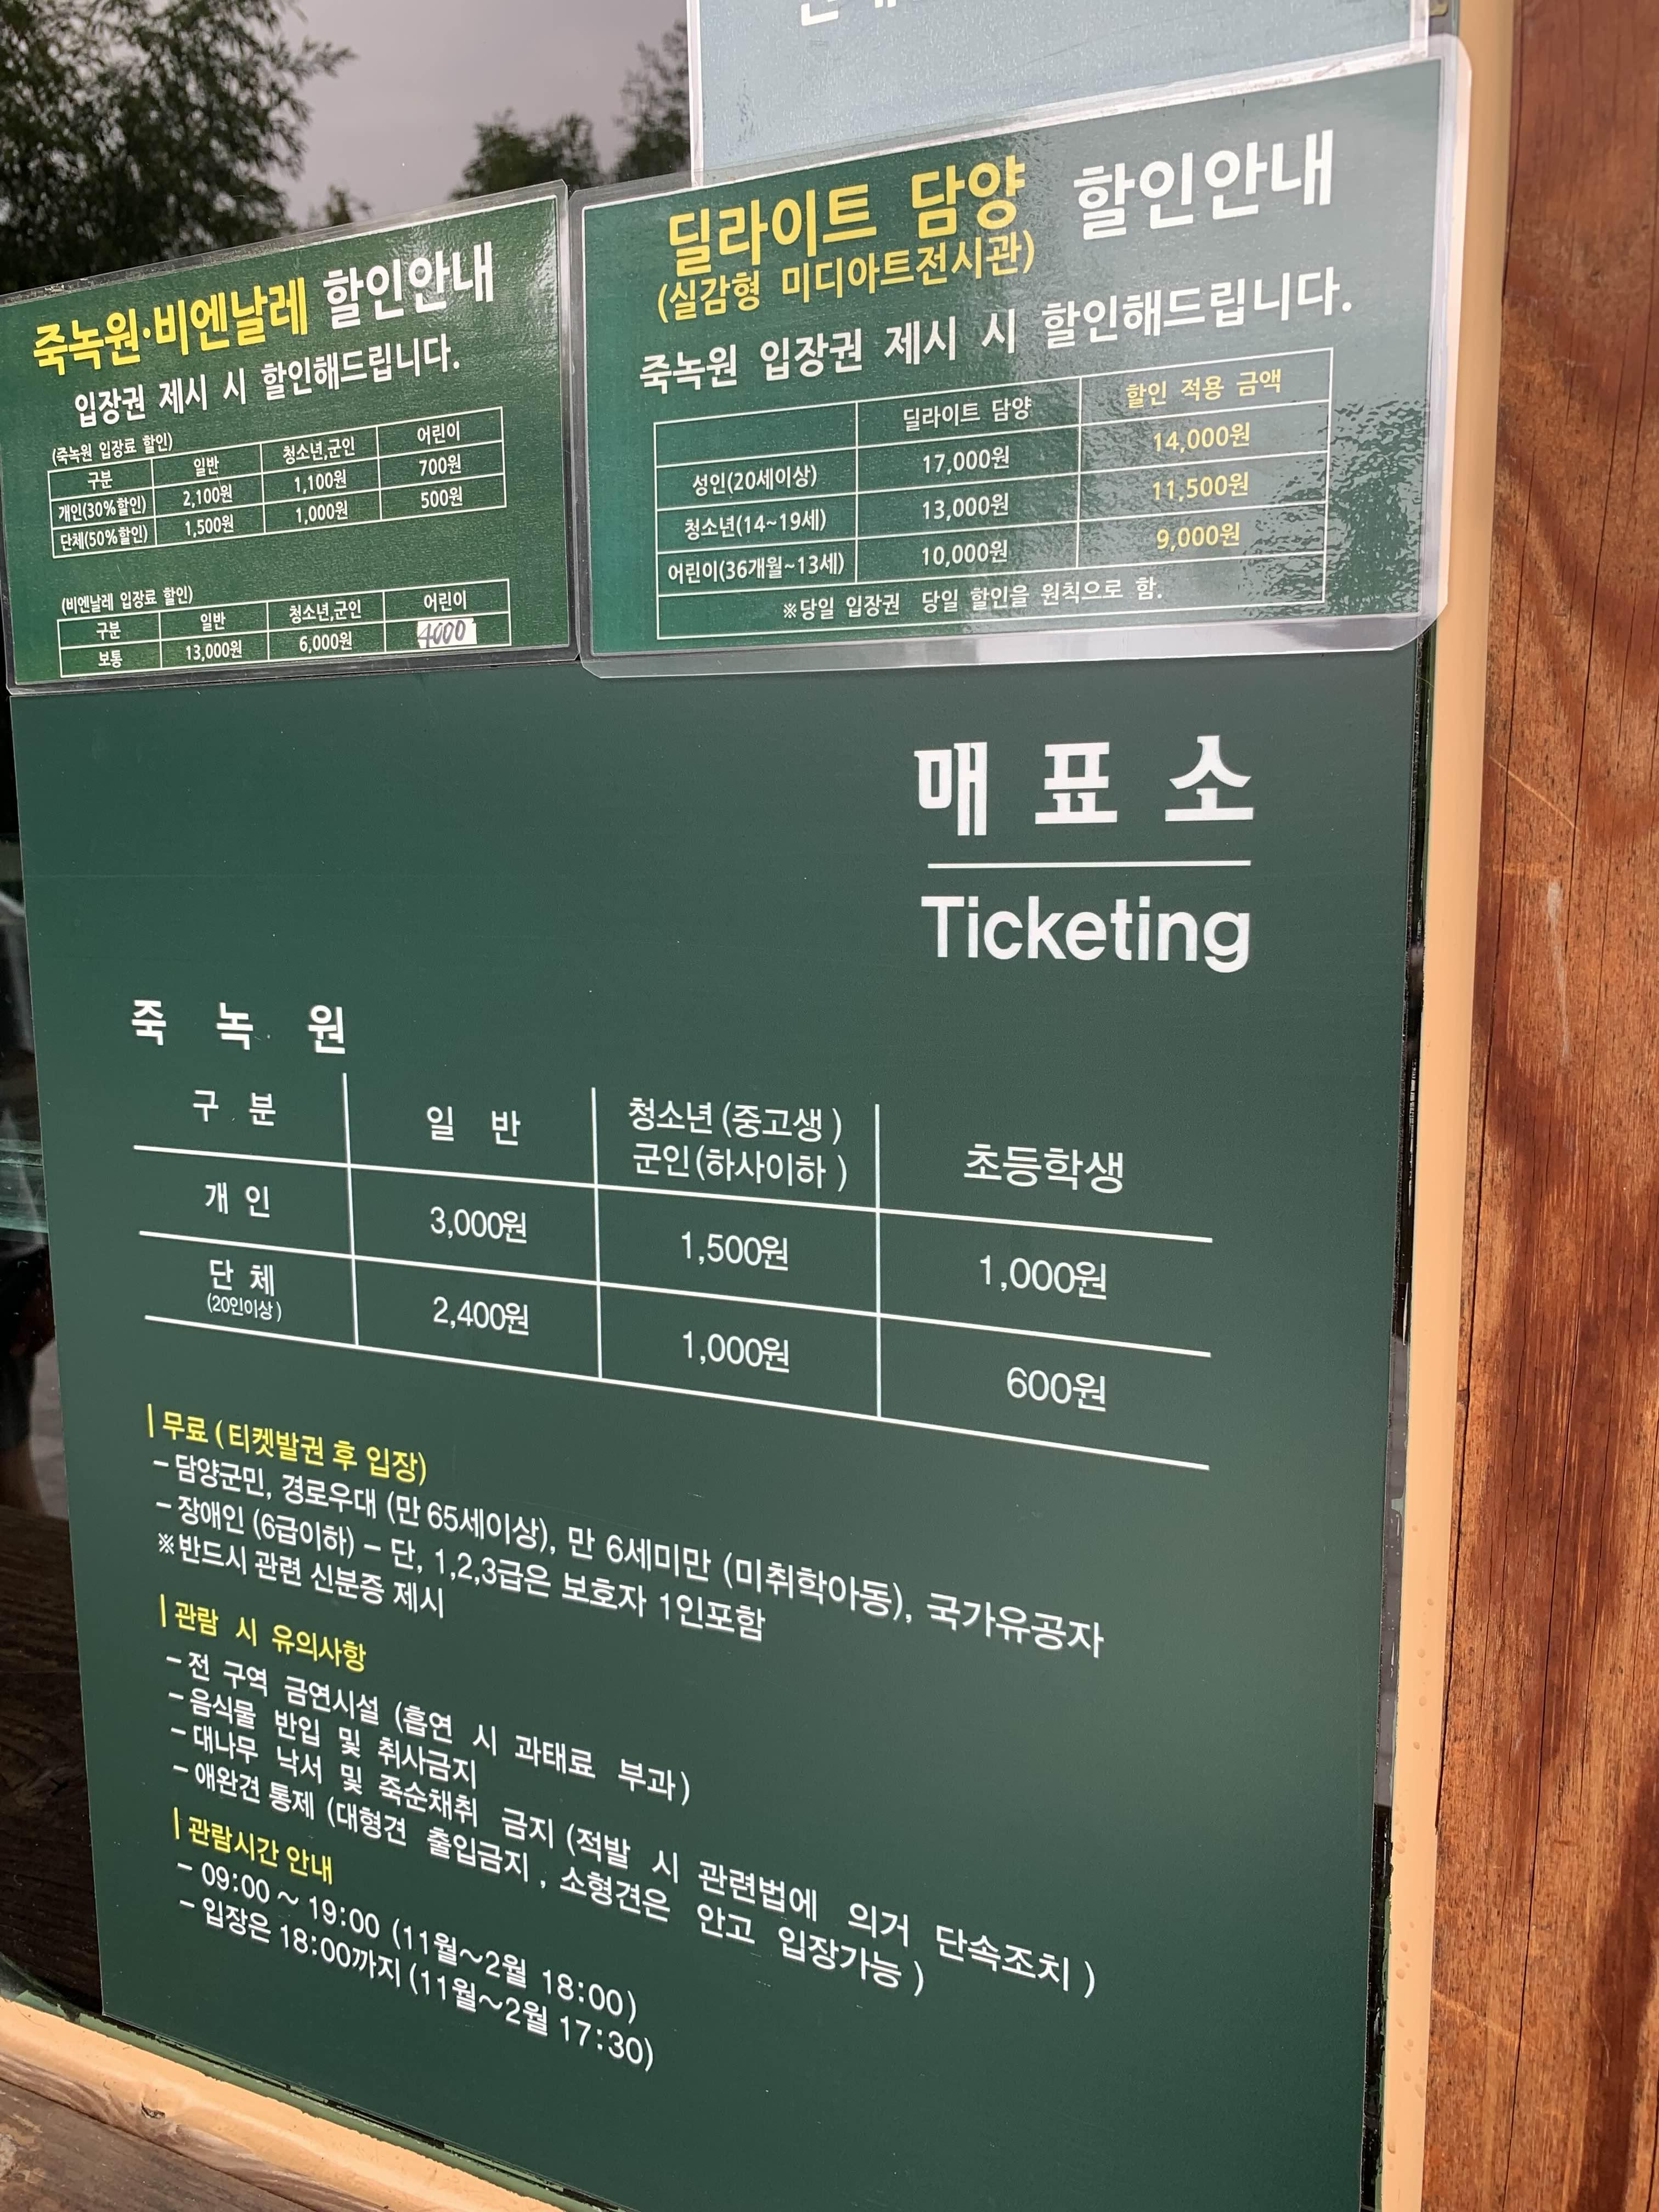 죽녹원·비엔날레 할인안내
입장권 제시 시 할인해드립니다.
(죽녹원 입장료 할인)
구분 일반 청소년,군인 어린이
개인(30%할인) 2,100원 1,100원 700원
단체(50%할인) 1,500원 1,000원 500원
(비엔날레 입장료 할인)
구분 일반 청소년,군인 어린이
보통 13,000원 6,000원 4000
딜라이트 담양 할인안내
(실감형 미디아트전시관)
죽녹원 입장권 제시 시 할인해드립니다.
딜라이트 담양 할인 적용 금액
성인(20세이상) 17,000원 14,000원
청소년(14~19세) 13,000원 11,500원
어린이(36개월~13세) 10,000원 9,000원
※당일 입장권 당일 할인을 원칙으로 함.
매표소
Ticketing
죽녹원
구분 일반 청소년(중고생) 군인(하사이하) 초등학생
개인 3,000원 1,500원 1,000원
단체 (20인이상) 2,400원 1,000원 600원
| 무료 (티켓발권 후 입장)
- 담양군민, 경로우대 (만 65세이상), 만 6세미만 (미취학아동), 국가유공자
- 장애인 (6급이하) - 단, 1,2,3급은 보호자 1인포함
※반드시 관련 신분증 제시
| 관람 시 유의사항
- 전 구역 금연시설 (흡연 시 과태료 부과)
- 음식물 반입 및 취사금지
- 대나무 낙서 및 죽순채취 금지 (적발 시 관련법에 의거 단속조치)
- 애완견 통제 (대형견 출입금지, 소형견은 안고 입장가능)
| 관람시간 안내
- 09:00 ~ 19:00 (11월~2월 18:00)
- 입장은 18:00까지 (11월~2월 17:30)